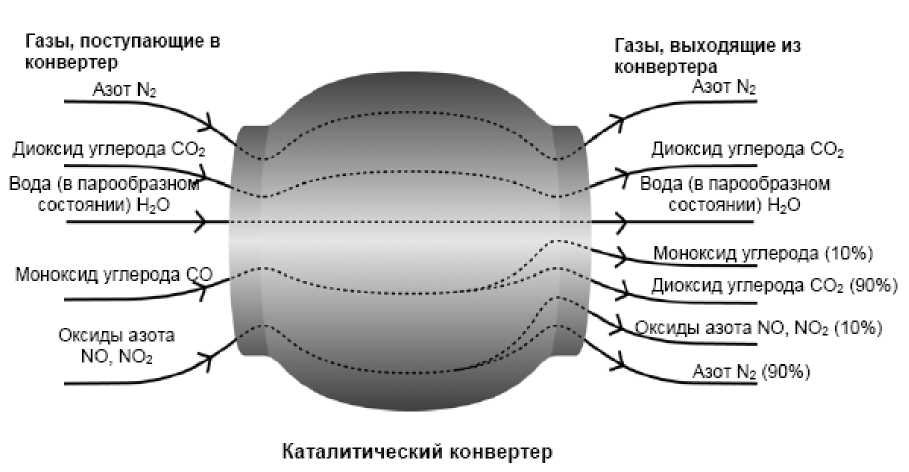 Газы, поступающие в
конвертер
Азот N₂
Диоксид углерода CO₂
Вода (в парообразном
состоянии) H₂O
Моноксид углерода CO
Оксиды азота
NO, NO₂
Газы, выходящие из
конвертера
Азот N₂
Диоксид углерода CO₂
Вода (в парообразном
состоянии) H₂O
Моноксид углерода (10%)
Диоксид углерода CO₂ (90%)
Оксиды азота NO, NO₂ (10%)
Азот N₂ (90%)
Каталитический конвертер